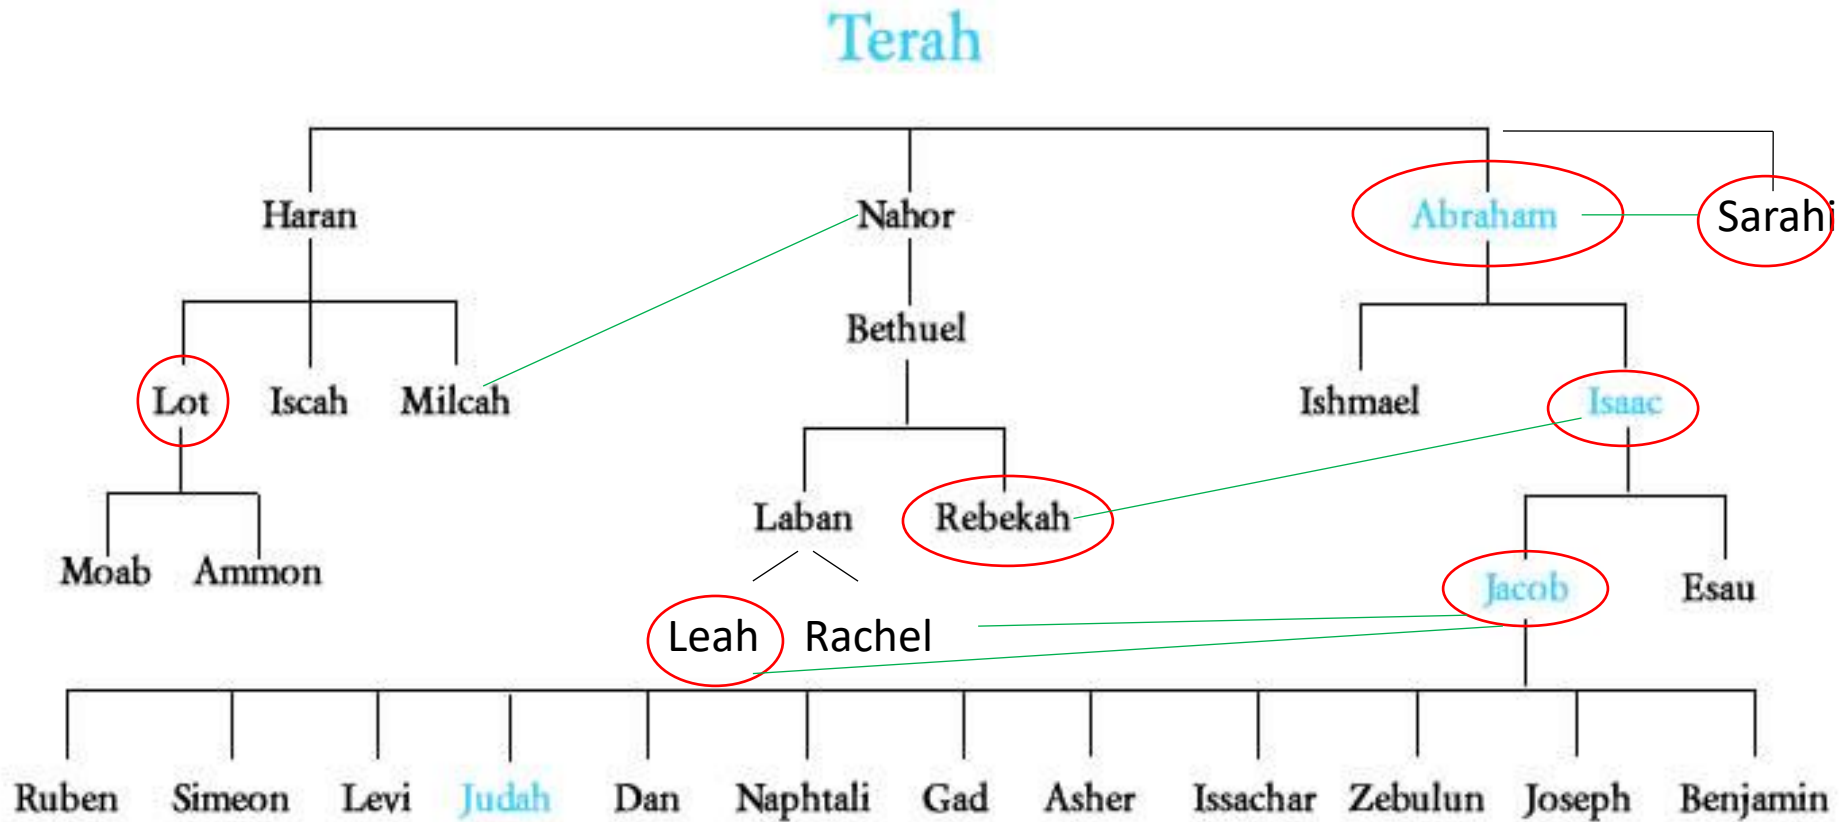 Terah
Haran Nahor Abraham Sarahi
Bethuel
Lot Iscah Milcah Ishmael Isaac
Laban Rebekah
Moab Ammon Jacob Esau
Leah Rachel
Ruben Simeon Levi Judah Dan Naphtali Gad Asher Issachar Zebulun Joseph Benjamin